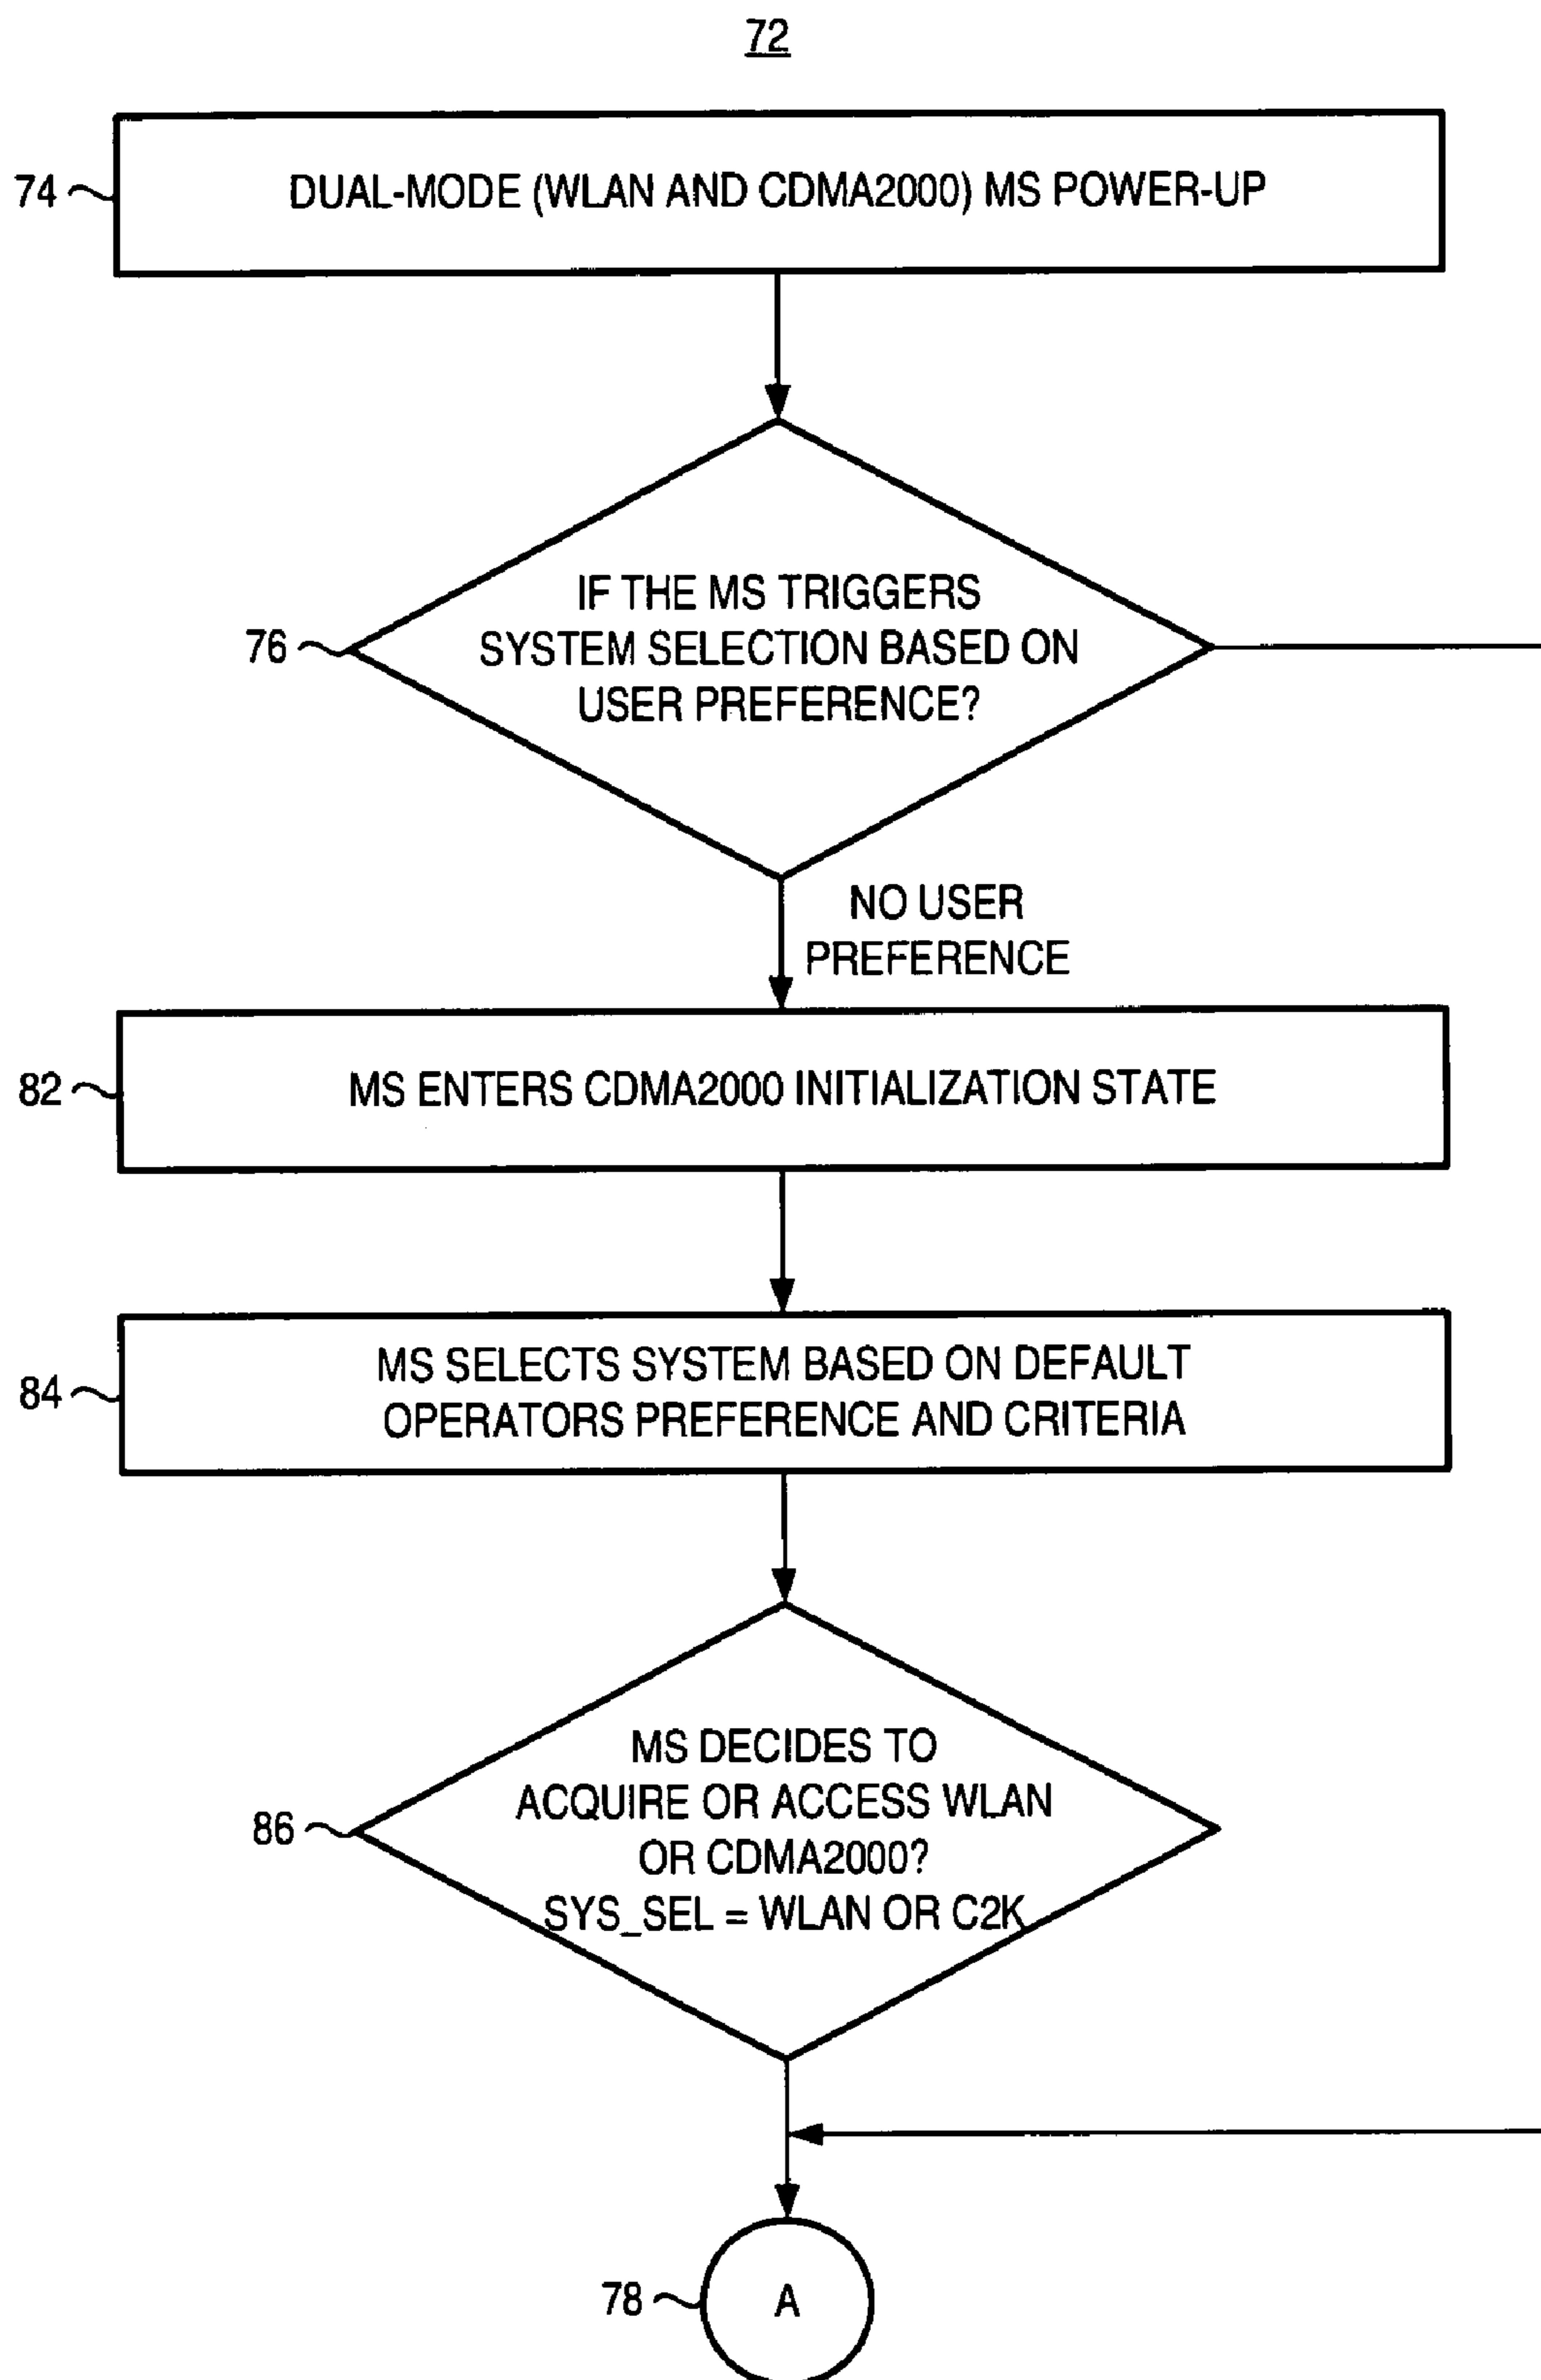 72
74
DUAL-MODE (WLAN AND CDMA2000) MS POWER-UP
76
IF THE MS TRIGGERS
SYSTEM SELECTION BASED ON
USER PREFERENCE?
NO USER
PREFERENCE
82
MS ENTERS CDMA2000 INITIALIZATION STATE
84
MS SELECTS SYSTEM BASED ON DEFAULT
OPERATORS PREFERENCE AND CRITERIA
86
MS DECIDES TO
ACQUIRE OR ACCESS WLAN
OR CDMA2000?
SYS_SEL = WLAN OR C2K
78
A